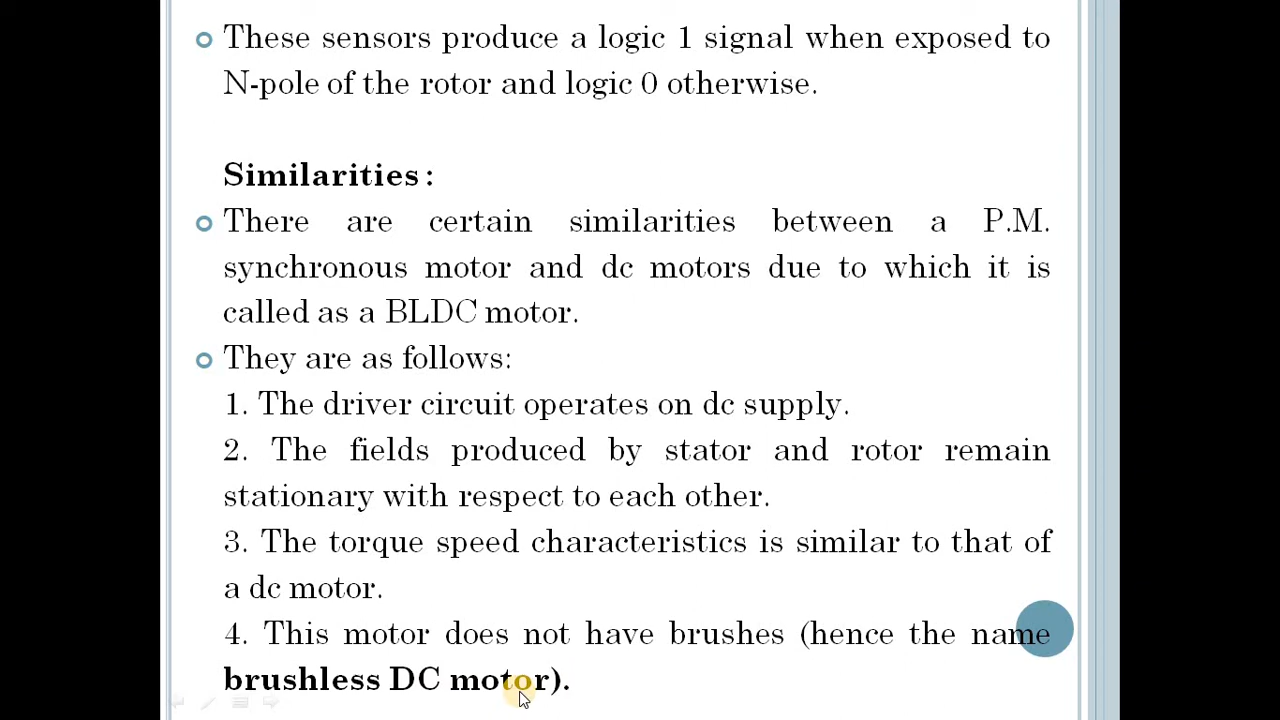 These sensors produce a logic 1 signal when exposed to
N-pole of the rotor and logic 0 otherwise.
Similarities :
There are certain similarities between a P.M.
synchronous motor and dc motors due to which it is
called as a BLDC motor.
They are as follows:
1. The driver circuit operates on dc supply.
2. The fields produced by stator and rotor remain
stationary with respect to each other.
3. The torque speed characteristics is similar to that of
a dc motor.
4. This motor does not have brushes (hence the name
brushless DC motor).